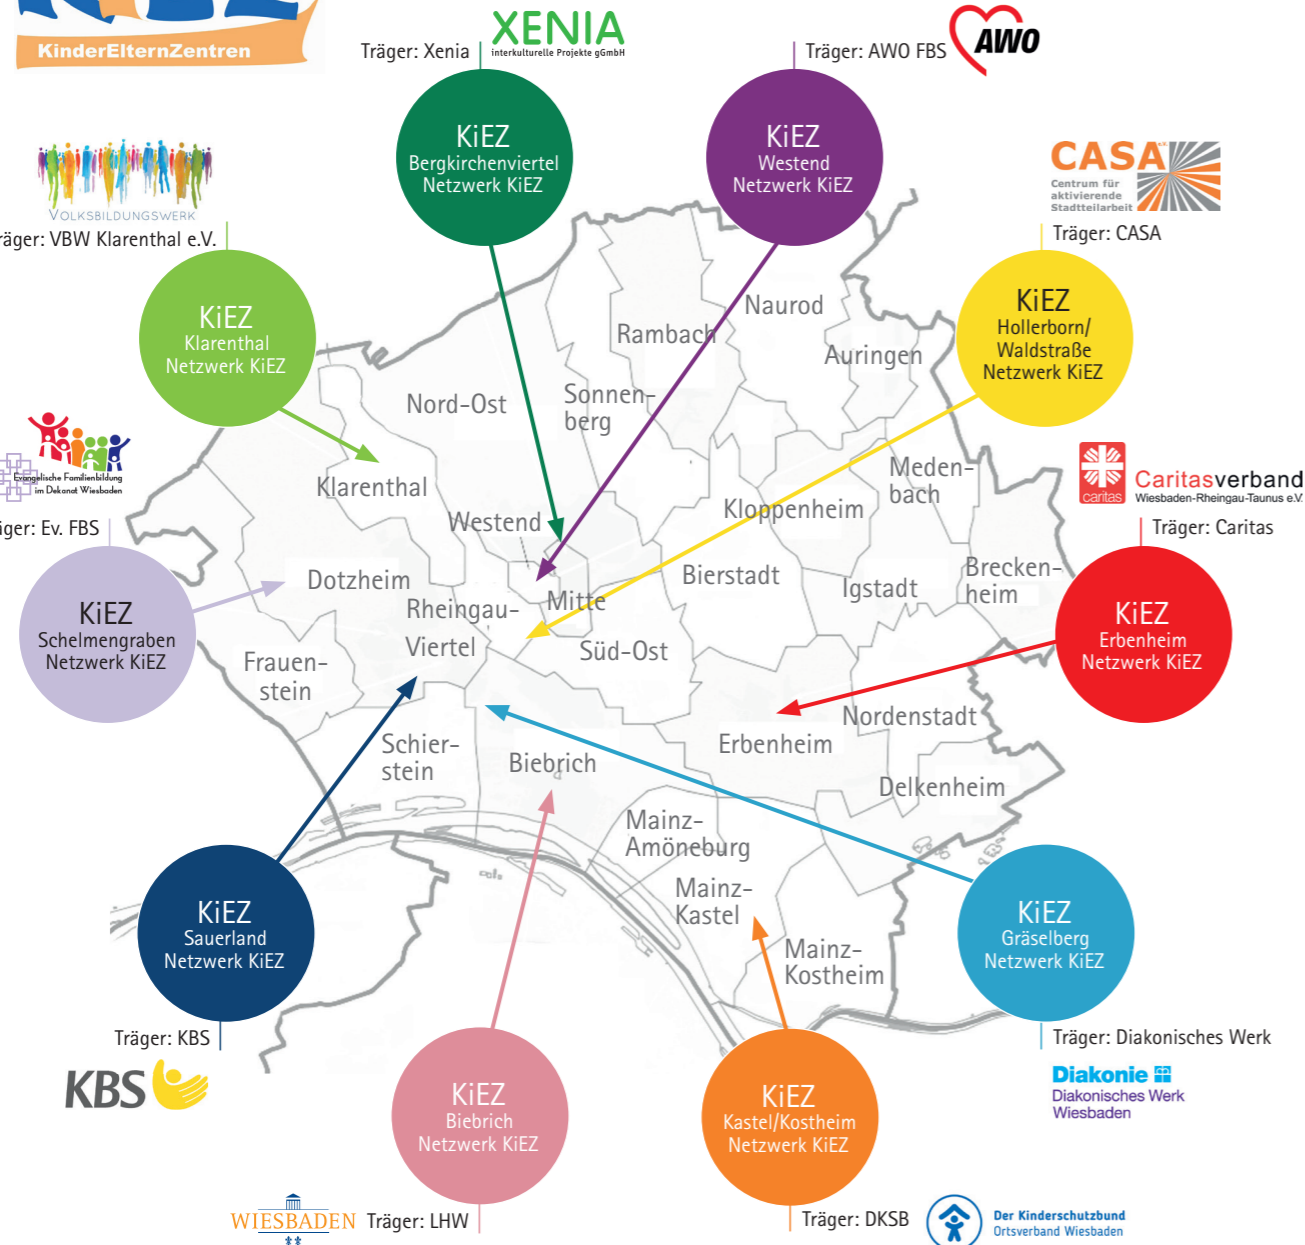 KinderElternZentren
Träger: Xenia
XENIA
interkulturelle Projekte gGmbH
Träger: AWO FBS
AWO
KiEZ
Bergkirchenviertel
Netzwerk KiEZ
KiEZ
Westend
Netzwerk KiEZ
VOLKSBILDUNGSWERK
Träger: VBW Klarenthal e.V.
CASA e.V.
Centrum für
aktivierende
Stadtteilarbeit
Träger: CASA
KiEZ
Klarenthal
Netzwerk KiEZ
KiEZ
Hollerborn/
Waldstraße
Netzwerk KiEZ
Evangelische Familienbildung
im Dekanat Wiesbaden
Träger: Ev. FBS
caritas
Caritasverband
Wiesbaden-Rheingau-Taunus e.V.
Träger: Caritas
KiEZ
Schelmengraben
Netzwerk KiEZ
KiEZ
Erbenheim
Netzwerk KiEZ
Naurod
Rambach
Auringen
Nord-Ost
Sonnen-
berg
Meden-
bach
Klarenthal
Westend
Kloppenheim
Dotzheim
Rheingau-
Viertel
Mitte
Bierstadt
Igstadt
Brecken-
heim
Süd-Ost
Frauen-
stein
Nordenstadt
Schier-
stein
Biebrich
Erbenheim
Delkenheim
Mainz-
Amöneburg
Mainz-
Kastel
Mainz-
Kostheim
KiEZ
Sauerland
Netzwerk KiEZ
Träger: KBS
KBS
KiEZ
Gräselberg
Netzwerk KiEZ
Träger: Diakonisches Werk
Diakonie
Diakonisches Werk
Wiesbaden
KiEZ
Biebrich
Netzwerk KiEZ
WIESBADEN
Träger: LHW
KiEZ
Kastel/Kostheim
Netzwerk KiEZ
Träger: DKSB
Der Kinderschutzbund
Ortsverband Wiesbaden